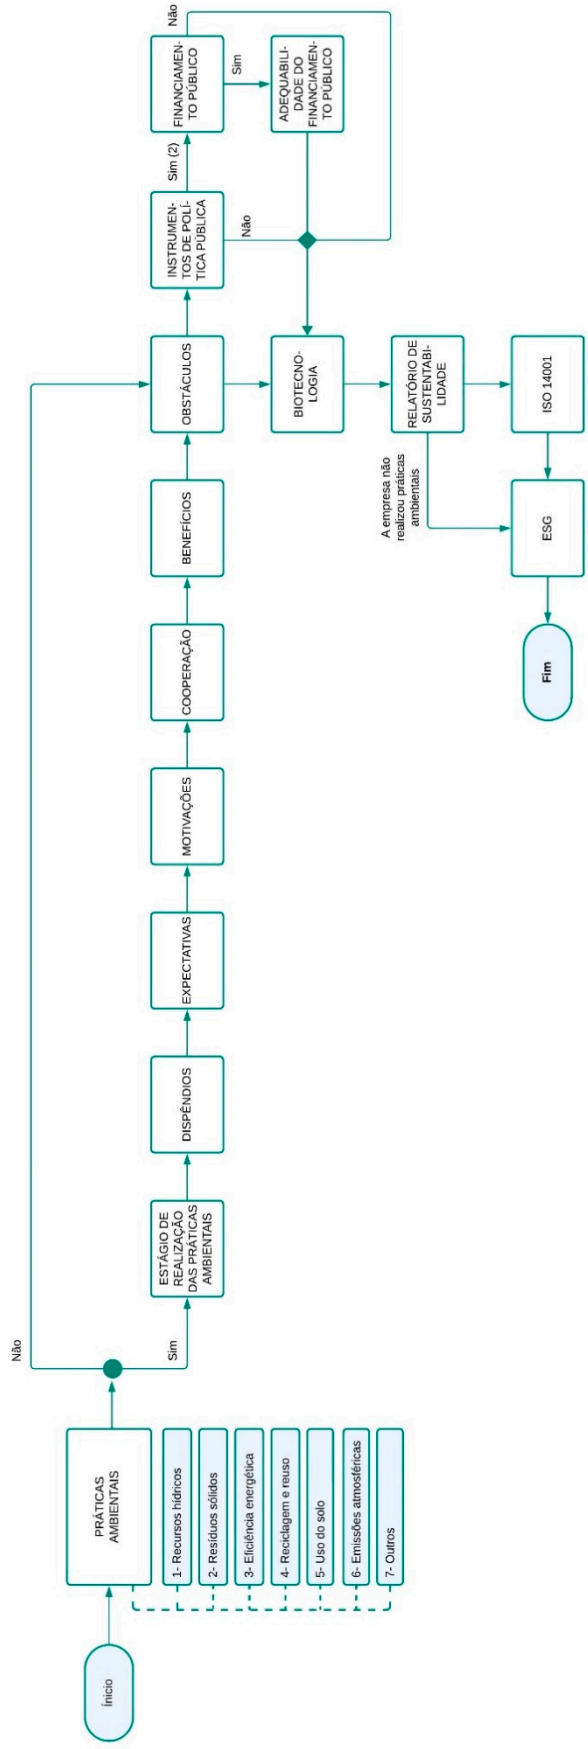 Ínicio
PRÁTICAS
AMBIENTAIS
1- Recursos hídricos
2- Resíduos sólidos
3- Eficiência energética
4- Reciclagem e reuso
5- Uso do solo
6- Emissões atmosféricas
7- Outros
Não
Sim
ESTÁGIO DE
REALIZAÇÃO
DAS PRÁTICAS
AMBIENTAIS
DISPÊNDIOS
EXPECTATIVAS
MOTIVAÇÕES
COOPERAÇÃO
BENEFÍCIOS
OBSTÁCULOS
INSTRUMEN-
TOS DE POLÍ-
TICA PÚBLICA
Sim (2)
Não
FINANCIAMEN-
TO PÚBLICO
Não
Sim
ADEQUABILI-
DADE DO
FINANCIAMEN-
TO PÚBLICO
BIOTECNO-
LOGIA
RELATÓRIO DE
SUSTENTABI-
LIDADE
A empresa não
realizou práticas
ambientais
ISO 14001
ESG
Fim